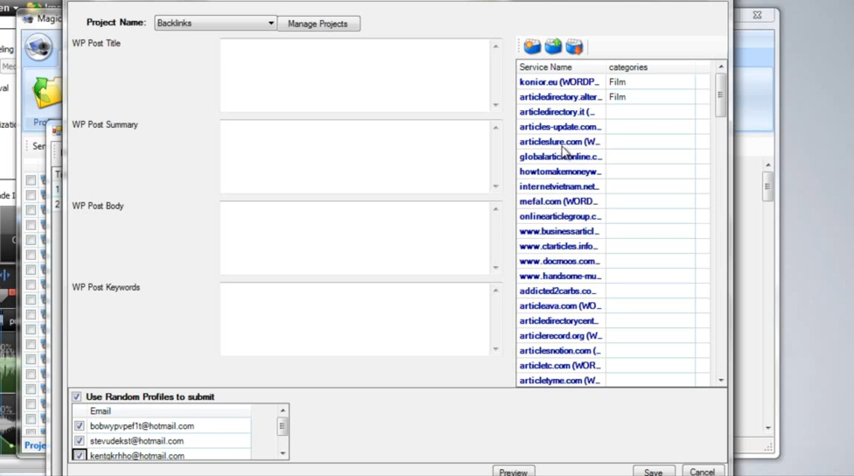 Magic
Project Name:
Backlinks
Manage Projects
WP Post Title
WP Post Summary
WP Post Body
WP Post Keywords
Service Name
categories
konior.eu (WORDP...
Film
articledirectory.alter...
Film
articledirectory.it (...
articles-update.com...
articleslure.com (W...
globalarticleonline.c...
howtomakemoneyw...
internetvietnam.net...
mefal.com (WORD...
onlinearticlegroup.c...
www.businessarticl...
www.ctarticles.info...
www.docmoos.com...
www.handsome-mu...
addicted2carbs.co...
articleava.com (WO...
articledirectorycent...
articlerecord.org (W...
articlesnotion.com (...
articletc.com (WOR...
articletyme.com (W...
Use Random Profiles to submit
Email
bobwypvpef1t@hotmail.com
stevudekst@hotmail.com
kentqkrhho@hotmail.com
Preview
Save
Cancel